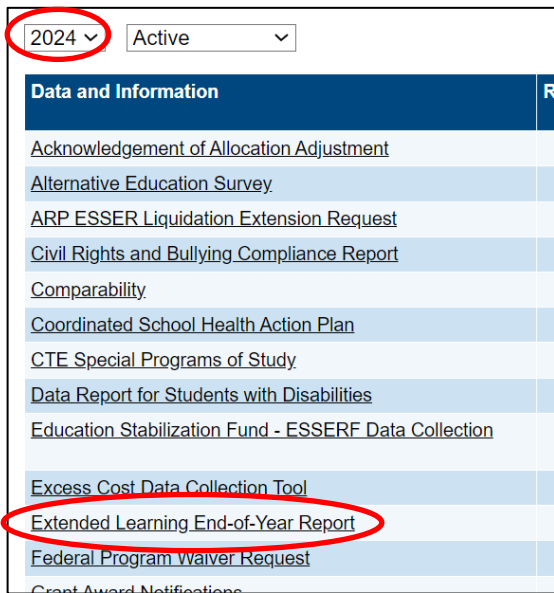 2024 Active
Data and Information R
Acknowledgement of Allocation Adjustment
Alternative Education Survey
ARP ESSER Liquidation Extension Request
Civil Rights and Bullying Compliance Report
Comparability
Coordinated School Health Action Plan
CTE Special Programs of Study
Data Report for Students with Disabilities
Education Stabilization Fund - ESSERF Data Collection
Excess Cost Data Collection Tool
Extended Learning End-of-Year Report
Federal Program Waiver Request
Grant Award Notifications